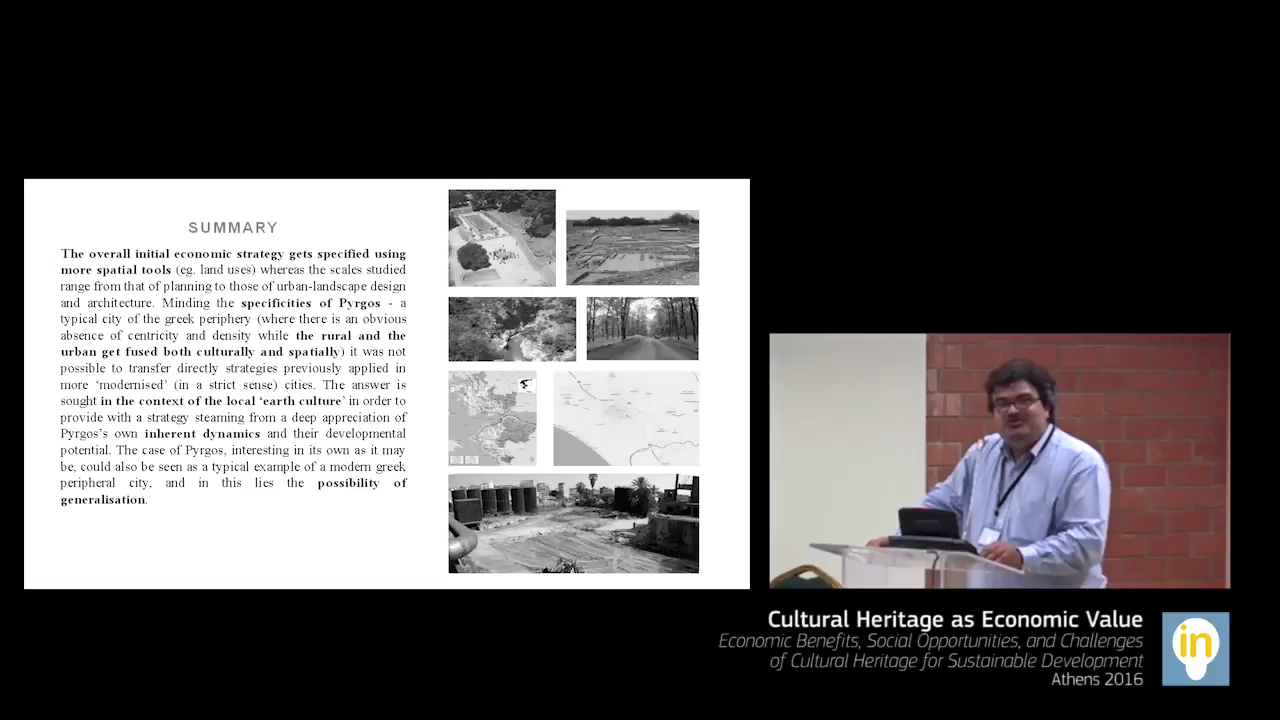 SUMMARY
The overall initial economic strategy gets specified using
more spatial tools (eg. land uses) whereas the scales studied
range from that of planning to those of urban-landscape design
and architecture. Minding the specificities of Pyrgos - a
typical city of the greek periphery (where there is an obvious
absence of centricity and density while the rural and the
urban get fused both culturally and spatially) it was not
possible to transfer directly strategies previously applied in
more ‘modernised’ (in a strict sense) cities. The answer is
sought in the context of the local ‘earth culture’ in order to
provide with a strategy steaming from a deep appreciation of
Pyrgos’s own inherent dynamics and their developmental
potential. The case of Pyrgos, interesting in its own as it may
be, could also be seen as a typical example of a modern greek
peripheral city, and in this lies the possibility of
generalisation.
Cultural Heritage as Economic Value
Economic Benefits, Social Opportunities, and Challenges
of Cultural Heritage for Sustainable Development
Athens 2016
in